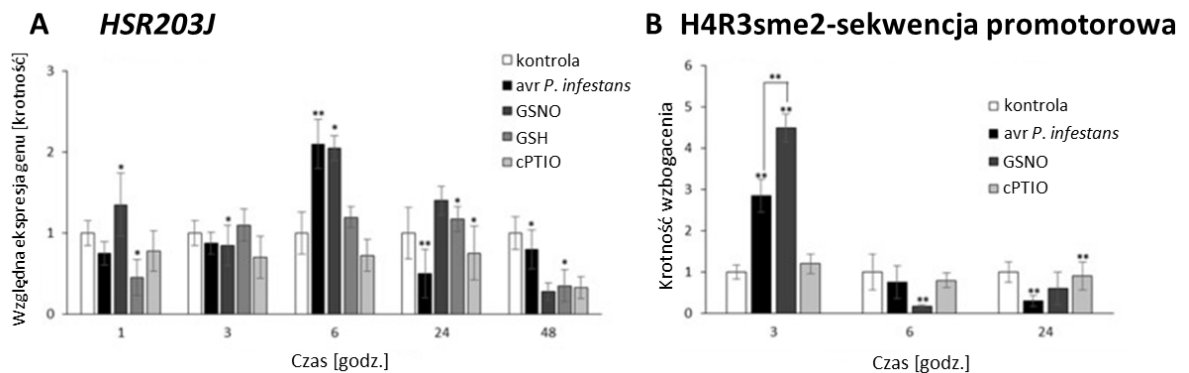 A HSR203J
Względna ekspresja genu [krotność]
3
2
1
0
kontrola
avr P. infestans
GSNO
GSH
cPTIO
* * * ** * * ** * * * *
1 3 6 24 48
Czas [godz.]
B H4R3sme2-sekwencja promotorowa
Krotność wzbogacenia
6
5
4
3
2
1
0
kontrola
avr P. infestans
GSNO
cPTIO
**
** ** ** ** **
3 6 24
Czas [godz.]